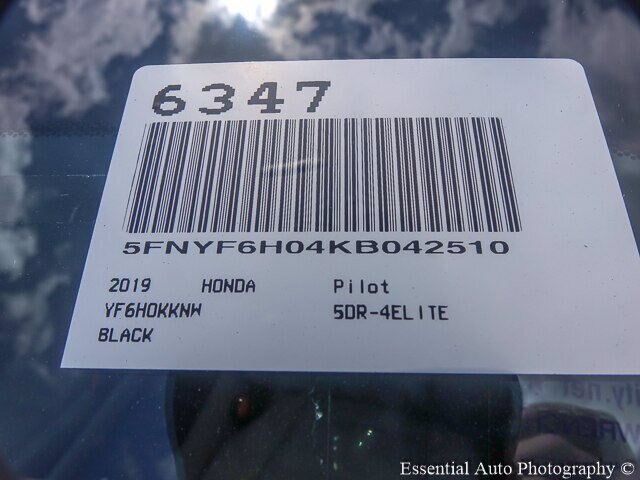 6347
5FNYF6H04KB042510
2019 HONDA Pilot
YF6H0KKNW 5DR-4ELITE
BLACK
Essential Auto Photography ©